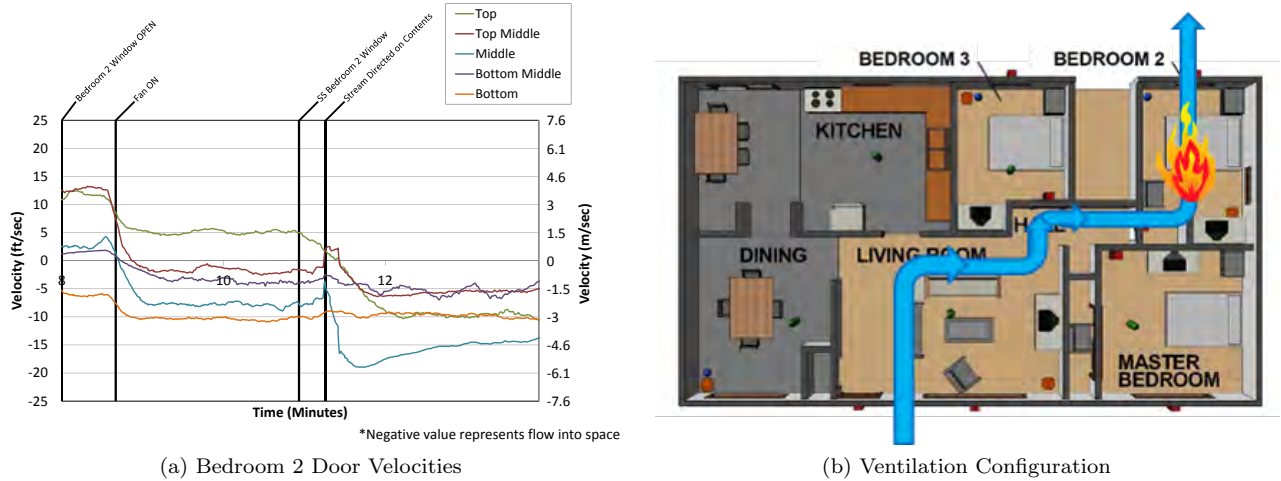 Bedroom 2 Window OPEN
Fan ON
SS Bedroom 2 Window
Stream Directed on Contents
Top
Top Middle
Middle
Bottom Middle
Bottom
25
20
15
10
5
0
-5
-10
-15
-20
-25
Velocity (ft/sec)
8
10
12
7.6
6.1
4.6
3
1.5
0
-1.5
-3
-4.6
-6.1
-7.6
Velocity (m/sec)
Time (Minutes)
*Negative value represents flow into space
(a) Bedroom 2 Door Velocities
BEDROOM 3
BEDROOM 2
KITCHEN
DINING
LIVING ROOM
MASTER
BEDROOM
(b) Ventilation Configuration